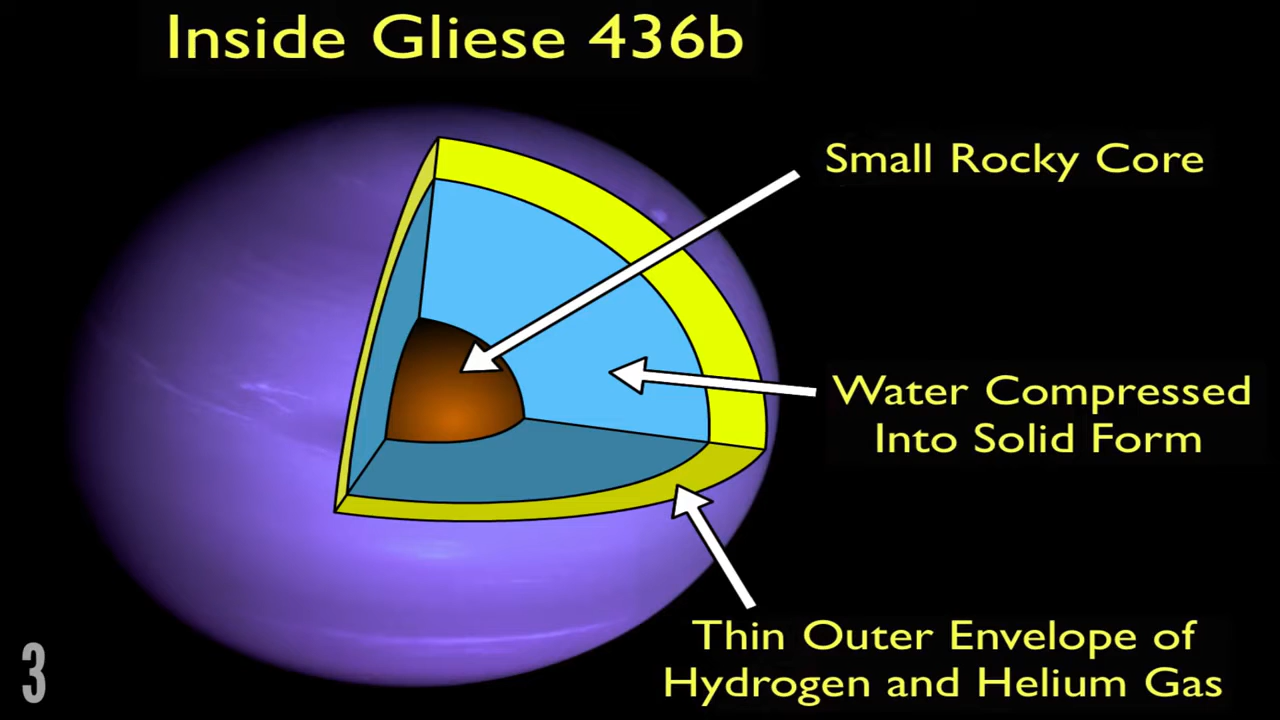 Inside Gliese 436b
Small Rocky Core
Water Compressed
Into Solid Form
Thin Outer Envelope of
Hydrogen and Helium Gas
3